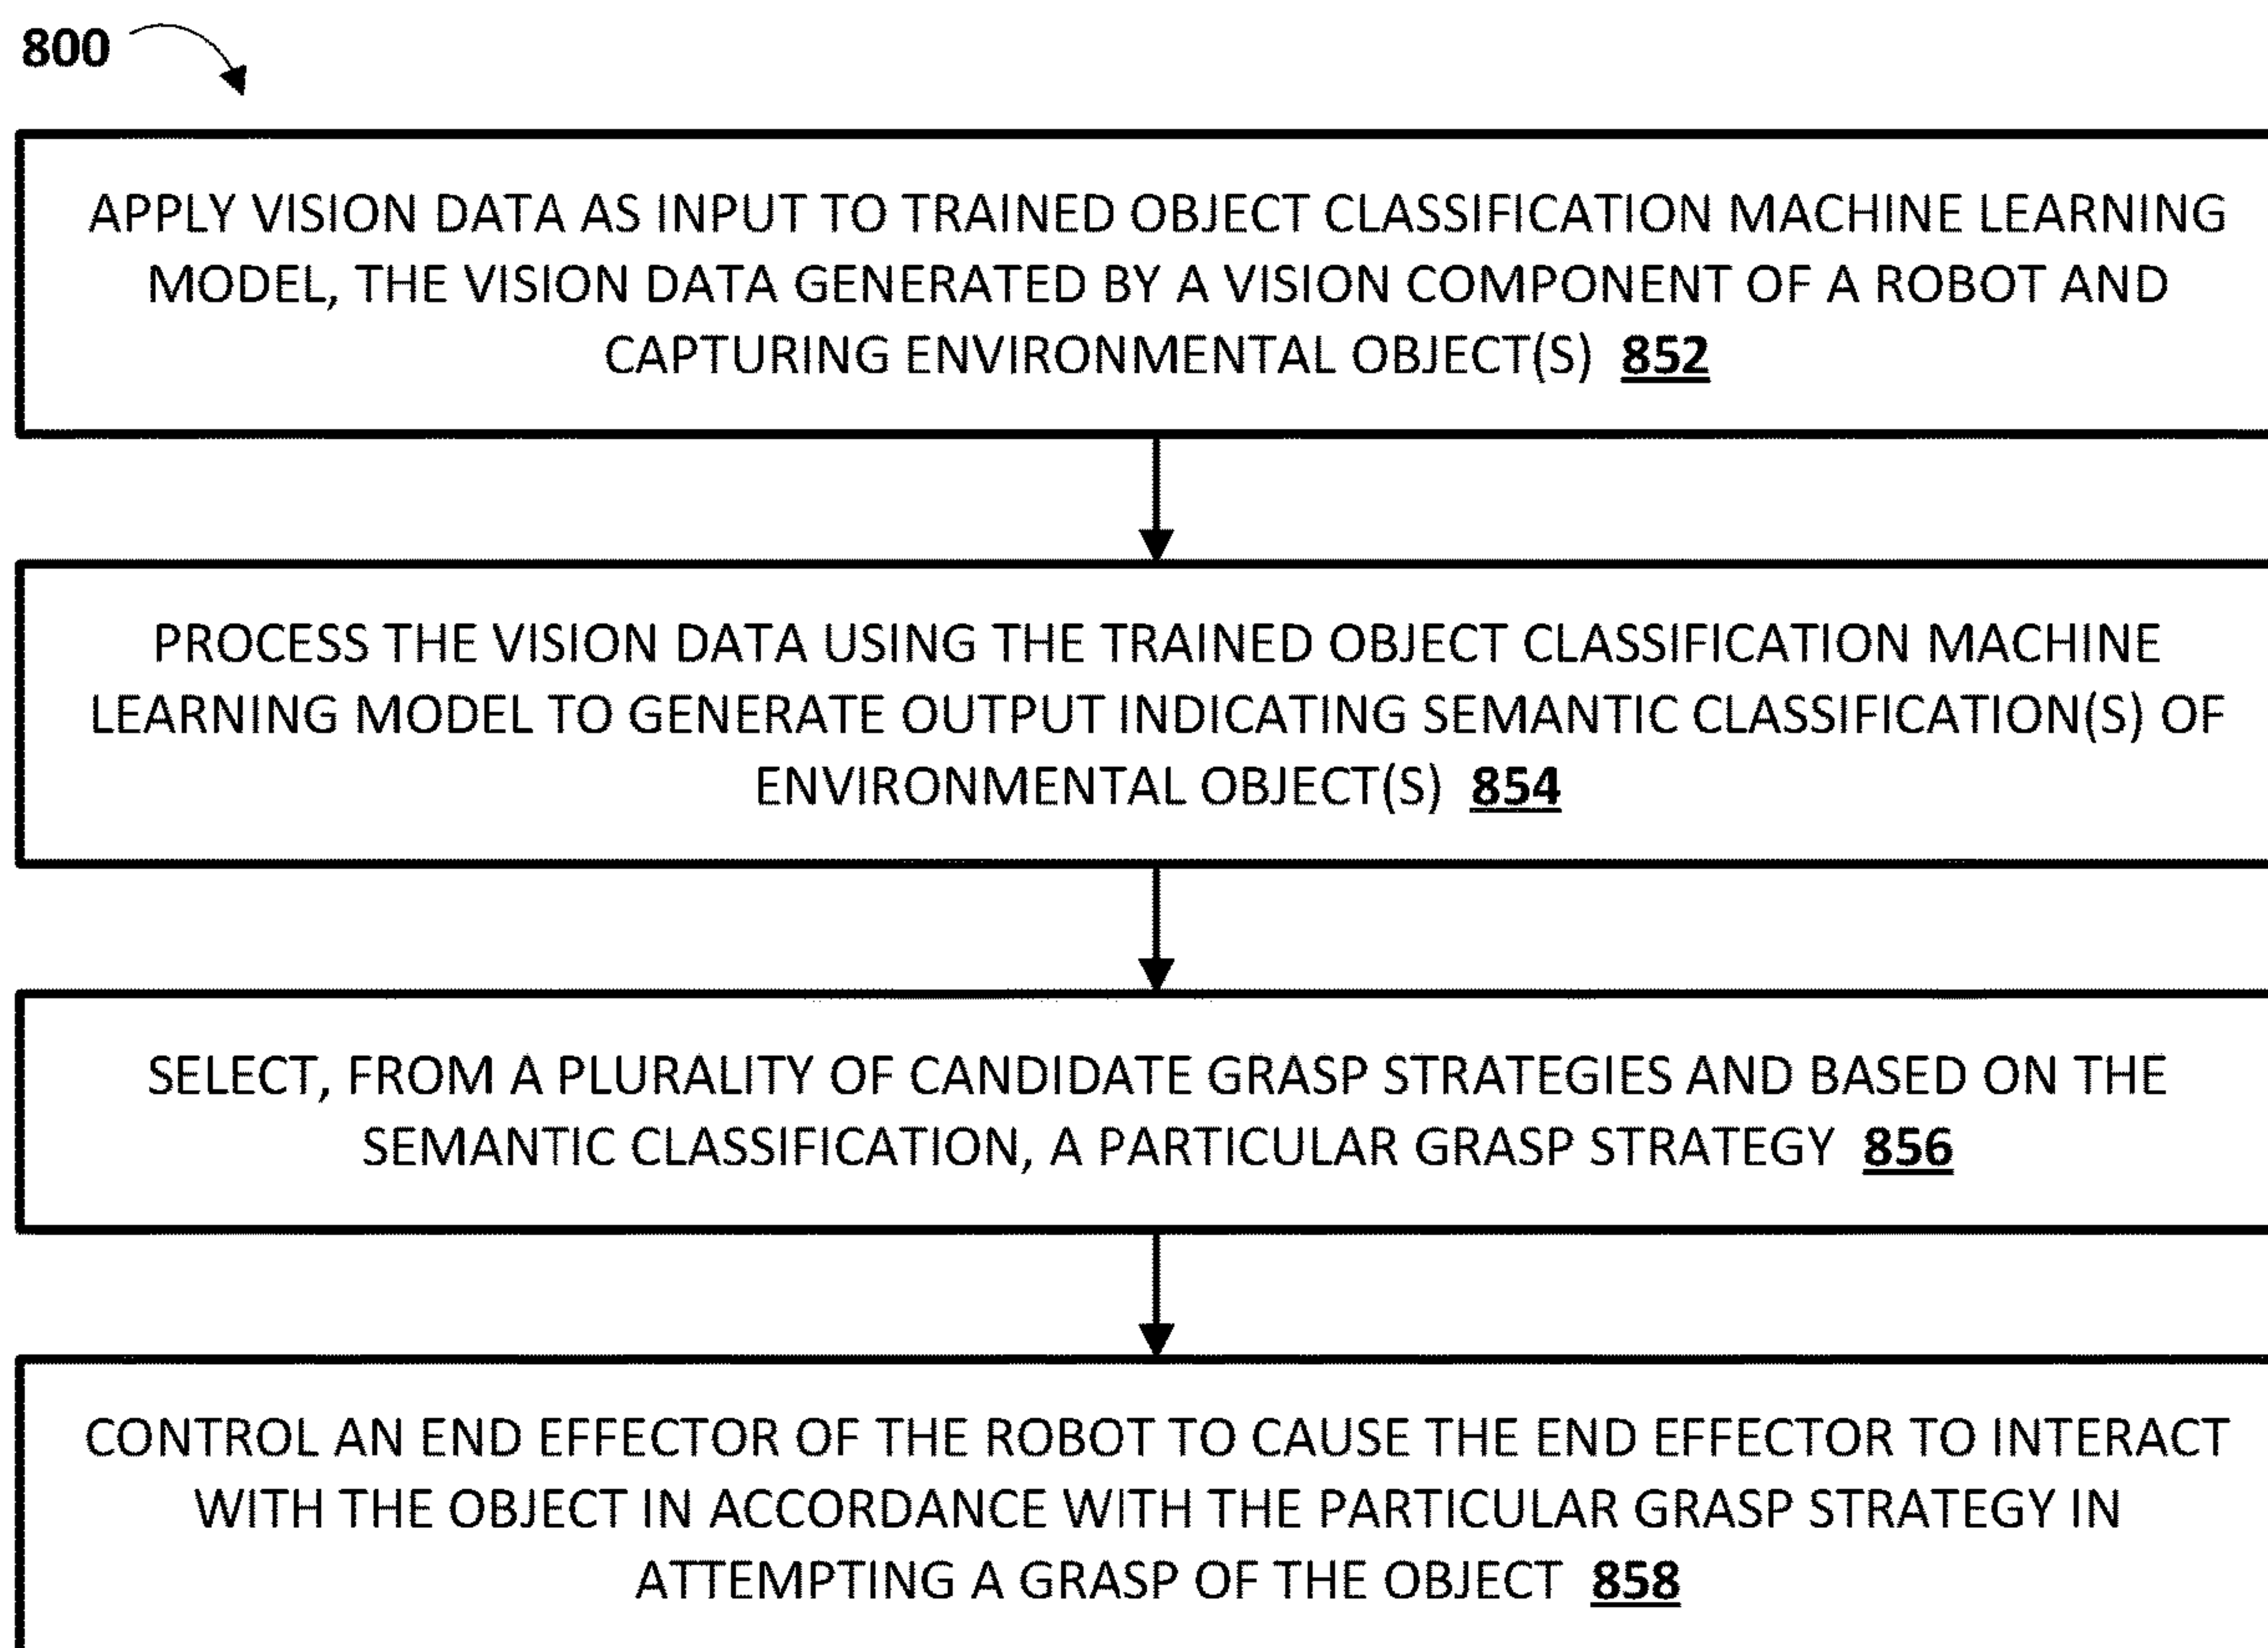 800
APPLY VISION DATA AS INPUT TO TRAINED OBJECT CLASSIFICATION MACHINE LEARNING
MODEL, THE VISION DATA GENERATED BY A VISION COMPONENT OF A ROBOT AND
CAPTURING ENVIRONMENTAL OBJECT(S) 852
PROCESS THE VISION DATA USING THE TRAINED OBJECT CLASSIFICATION MACHINE
LEARNING MODEL TO GENERATE OUTPUT INDICATING SEMANTIC CLASSIFICATION(S) OF
ENVIRONMENTAL OBJECT(S) 854
SELECT, FROM A PLURALITY OF CANDIDATE GRASP STRATEGIES AND BASED ON THE
SEMANTIC CLASSIFICATION, A PARTICULAR GRASP STRATEGY 856
CONTROL AN END EFFECTOR OF THE ROBOT TO CAUSE THE END EFFECTOR TO INTERACT
WITH THE OBJECT IN ACCORDANCE WITH THE PARTICULAR GRASP STRATEGY IN
ATTEMPTING A GRASP OF THE OBJECT 858